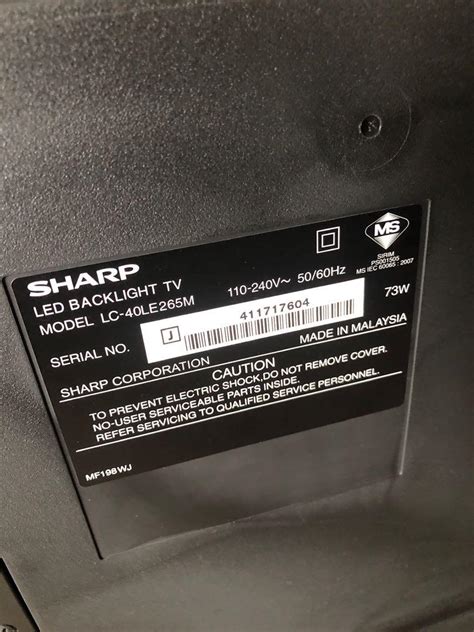 SHARP
LED BACKLIGHT TV
MODEL LC-40LE265M
110-240V~ 50/60Hz
73W
MS
SIRIM
PS001505
MS IEC 60065 : 2007
SERIAL NO.
J
411717604
SHARP CORPORATION
MADE IN MALAYSIA
CAUTION
TO PREVENT ELECTRIC SHOCK,DO NOT REMOVE COVER.
NO-USER SERVICEABLE PARTS INSIDE.
REFER SERVICING TO QUALIFIED SERVICE PERSONNEL.
MF198WJ